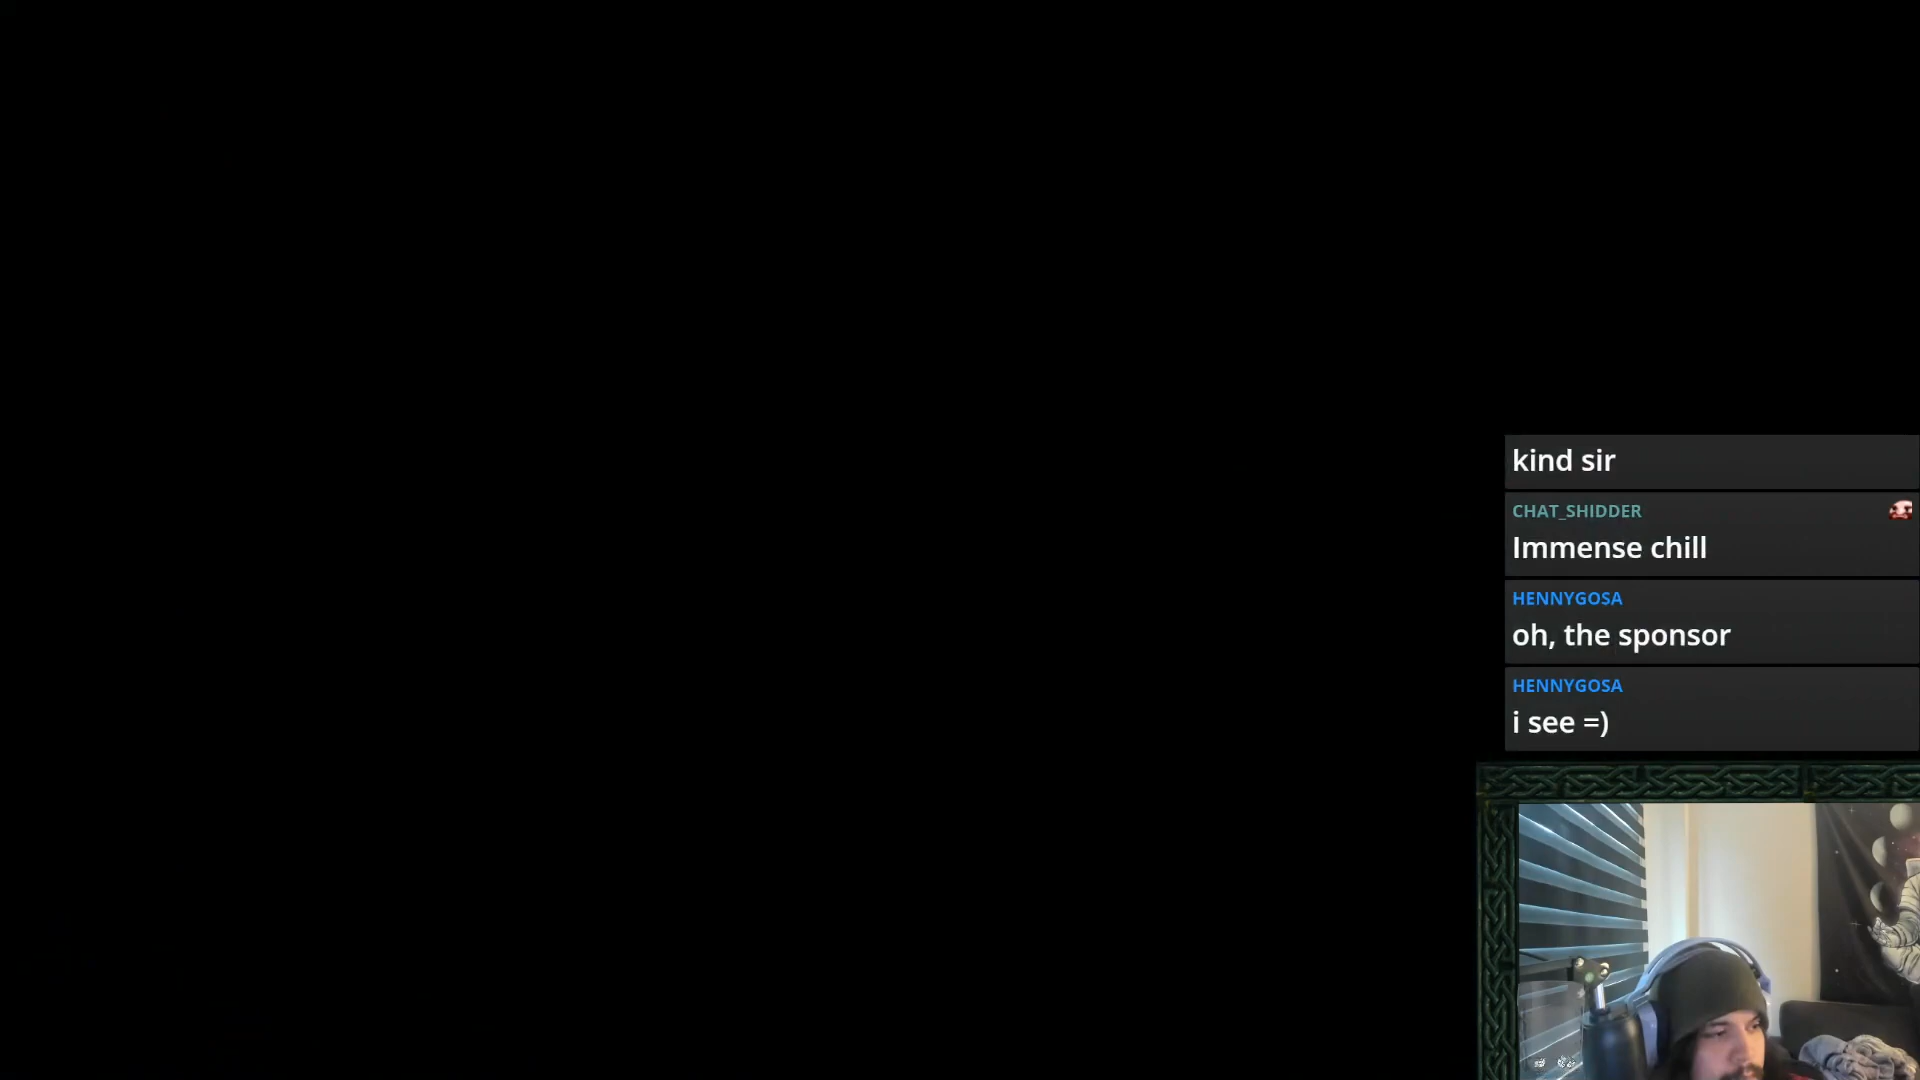 kind sir
CHAT_SHIDDER
Immense chill
HENNYGOSA
oh, the sponsor
HENNYGOSA
i see =)